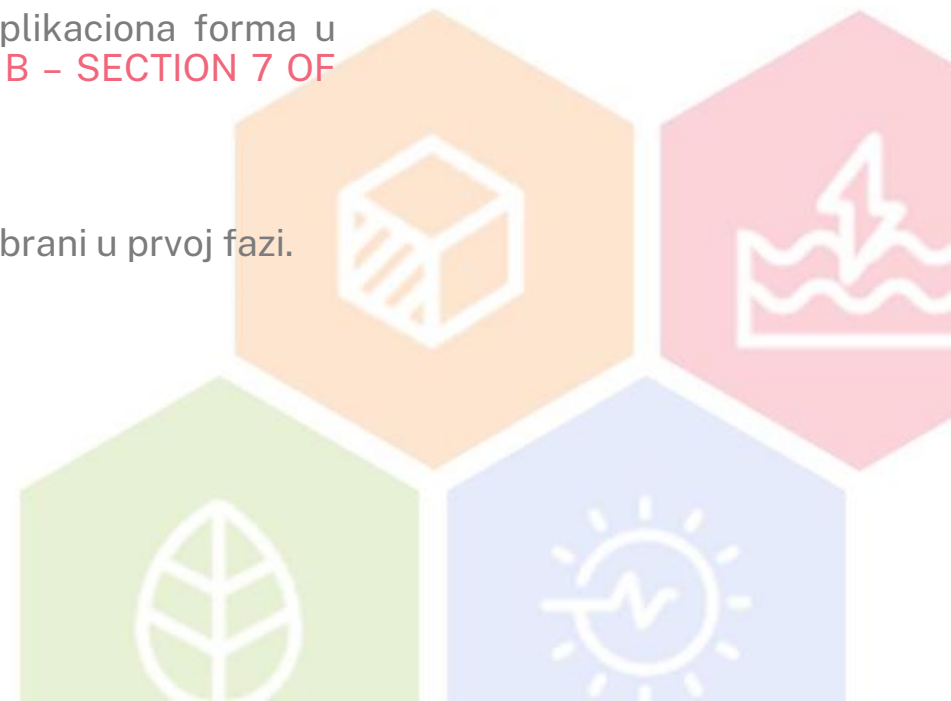 plikaciona forma u
B – SECTION 7 OF
brani u prvoj fazi.